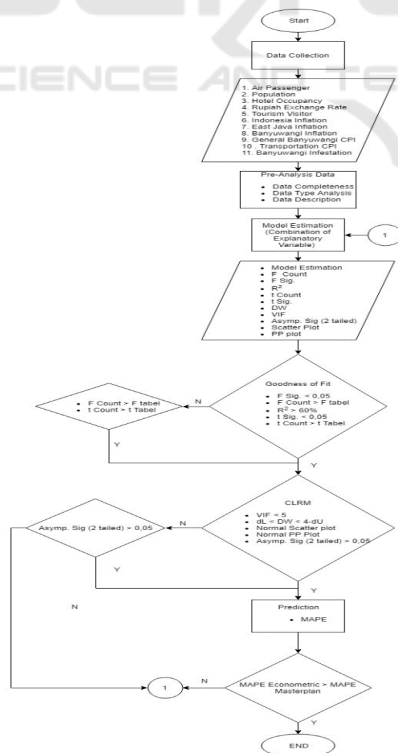 SCIENCE AND TE
Start
Data Collection
1. Air Passenger
2. Population
3. Hotel Occupancy
4. Rupiah Exchange Rate
5. Tourism Visitor
6. Indonesia Inflation
7. East Java Inflation
8. Banyuwangi Inflation
9. General Banyuwangi CPI
10. Transportation CPI
11. Banyuwangi Infestation
Pre-Analysis Data
• Data Completeness
• Data Type Analysis
• Data Description
Model Estimation
(Combination of
Explanatory
Variable)
1
• Model Estimation
• F Count
• F Sig.
• R²
• t Count
• t Sig.
• DW
• VIF
• Asymp. Sig (2 tailed)
• Scatter Plot
• PP plot
Goodness of Fit
• F Sig. < 0,05
• F Count > F tabel
• R² > 60%
• t Sig. < 0,05
• t Count > t Tabel
N
• F Count > F tabel
• t Count > t Tabel
Y
Y
CLRM
• VIF < 5
• dL < DW < 4-dU
• Normal Scatter plot
• Normal PP Plot
• Asymp. Sig (2 tailed) > 0,05
N
Asymp. Sig (2 tailed) > 0,05
Y
Y
N
Prediction
• MAPE
MAPE Econometric > MAPE
Masterplan
N
1
Y
END